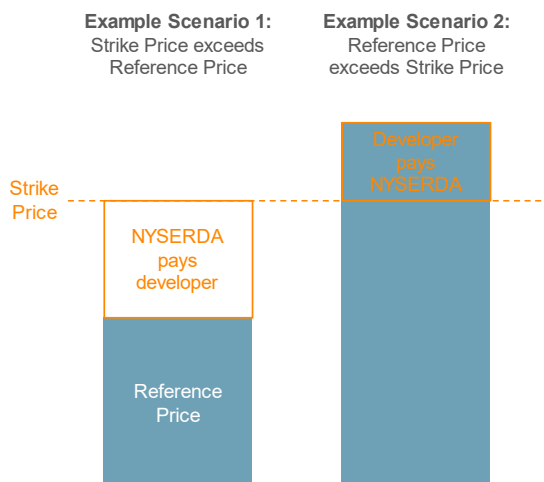 Example Scenario 1:
Strike Price exceeds
Reference Price
Example Scenario 2:
Reference Price
exceeds Strike Price
Developer
pays
NYSERDA
Strike
Price
NYSERDA
pays
developer
Reference
Price